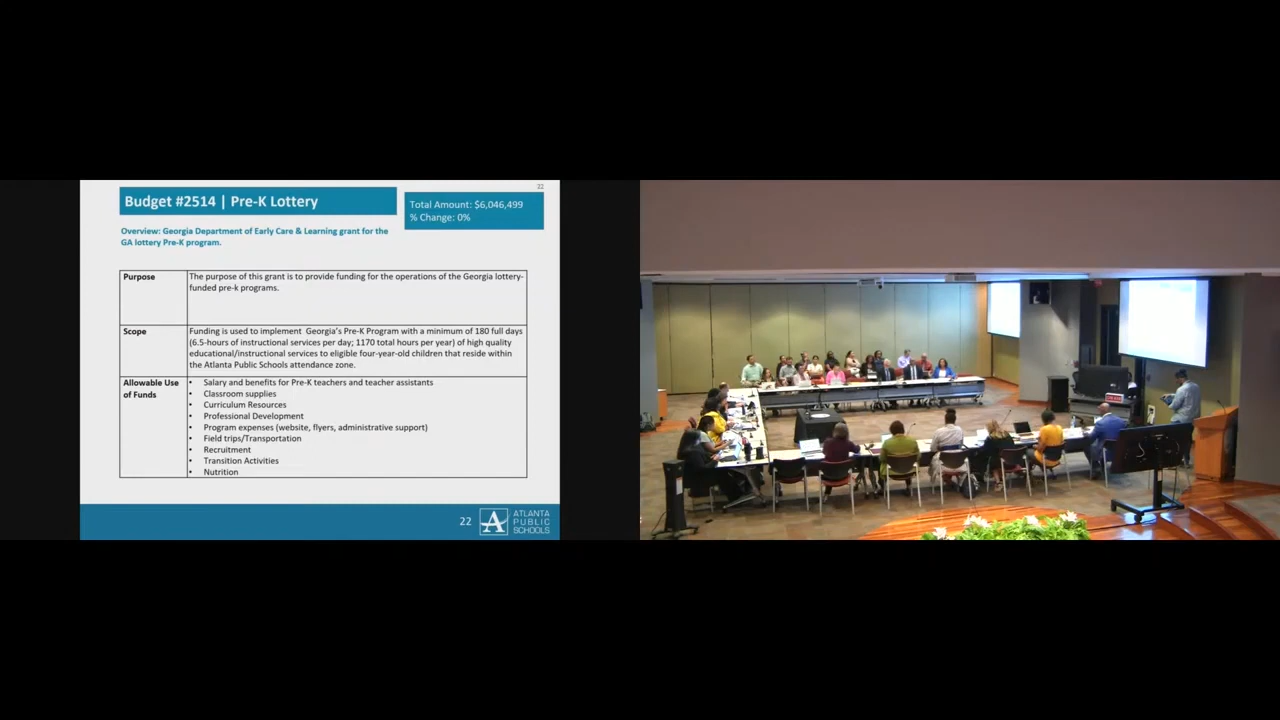 22
Budget #2514 | Pre-K Lottery
Total Amount: $6,046,499
% Change: 0%
Overview: Georgia Department of Early Care & Learning grant for the
GA lottery Pre-K program.
Purpose
The purpose of this grant is to provide funding for the operations of the Georgia lottery-
funded pre-k programs.
Scope
Funding is used to implement Georgia's Pre-K Program with a minimum of 180 full days
(6.5-hours of instructional services per day; 1170 total hours per year) of high quality
educational/instructional services to eligible four-year-old children that reside within
the Atlanta Public Schools attendance zone.
Allowable Use
of Funds
• Salary and benefits for Pre-K teachers and teacher assistants
• Classroom supplies
• Curriculum Resources
• Professional Development
• Program expenses (website, flyers, administrative support)
• Field trips/Transportation
• Recruitment
• Transition Activities
• Nutrition
22
ATLANTA
PUBLIC
SCHOOLS